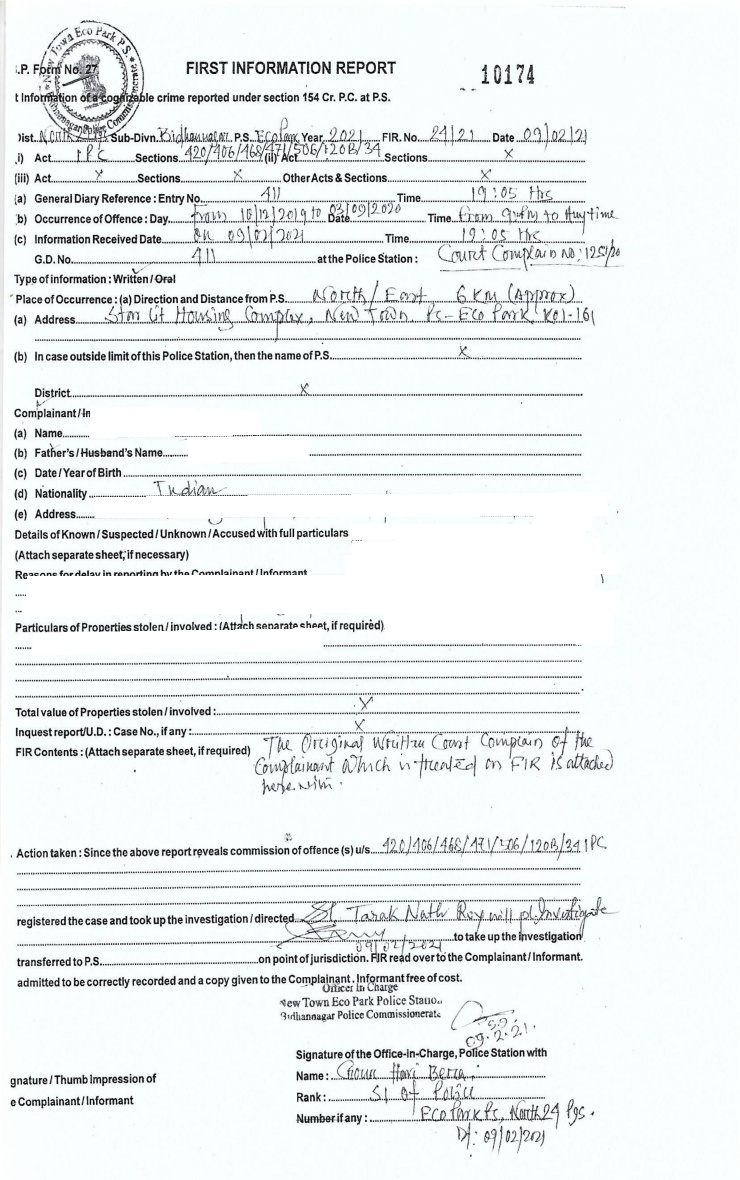 New Town Eco Park P.S.
Bidhannagar Police Commissionerate
.P. Form No. 27
FIRST INFORMATION REPORT
10174
t Information of a cognizable crime reported under section 154 Cr. P.C. at P.S.
Dist. North 24 Pgs Sub-Divn. Bidhannagar P.S. Eco Park Year 2021 FIR. No. 24/21 Date 09/02/21
.i) Act IPC Sections 420/406/468/471/506/120B/34 (ii) Act Sections X
(iii) Act X Sections X Other Acts & Sections X
(a) General Diary Reference : Entry No. 411 Time 19:05 Hrs
(b) Occurrence of Offence : Day From 16/12/2019 to Date 03/09/2020 Time From 9 P.M to Any time
(c) Information Received Date on 09/02/2021 Time 19:05 Hrc
G.D. No. 411 at the Police Station : Court Complain no: 125/20
Type of information : Written / Oral
Place of Occurrence : (a) Direction and Distance from P.S. North / East, 6 Km (Approx)
(a) Address Star Cit Housing Complex, New Town Ps- Eco Park Kol-161
(b) In case outside limit of this Police Station, then the name of P.S. X
District X
Complainant / In
(a) Name
(b) Father's / Husband's Name
(c) Date / Year of Birth
(d) Nationality Indian
(e) Address
Details of Known / Suspected / Unknown / Accused with full particulars
(Attach separate sheet, if necessary)
Reasons for delay in reporting by the Complainant / Informant
Particulars of Properties stolen / involved : (Attach separate sheet, if required)
Total value of Properties stolen / involved : X
Inquest report/U.D. : Case No., if any : X
FIR Contents : (Attach separate sheet, if required) The Original Written Court Complain of the
Complainant Which is treated on FIR is attached
here with.
. Action taken : Since the above report reveals commission of offence (s) u/s. 420/406/468/471/506/120B/34 IPC
registered the case and took up the investigation / directed SI Tarak Nath Roy will pl. Investigate
to take up the investigation
09/02/2021
transferred to P.S. on point of jurisdiction. FIR read over to the Complainant / Informant.
admitted to be correctly recorded and a copy given to the Complainant. Informant free of cost.
Officer In Charge
New Town Eco Park Police Station
Bidhannagar Police Commissionerate
09.2.21.
Signature of the Office-in-Charge, Police Station with
gnature / Thumb Impression of
e Complainant / Informant
Name : Hari Bera
Rank : SI of Police
Number if any : Eco Park Ps, North 24 Pgs.
Dt: 09/02/2021